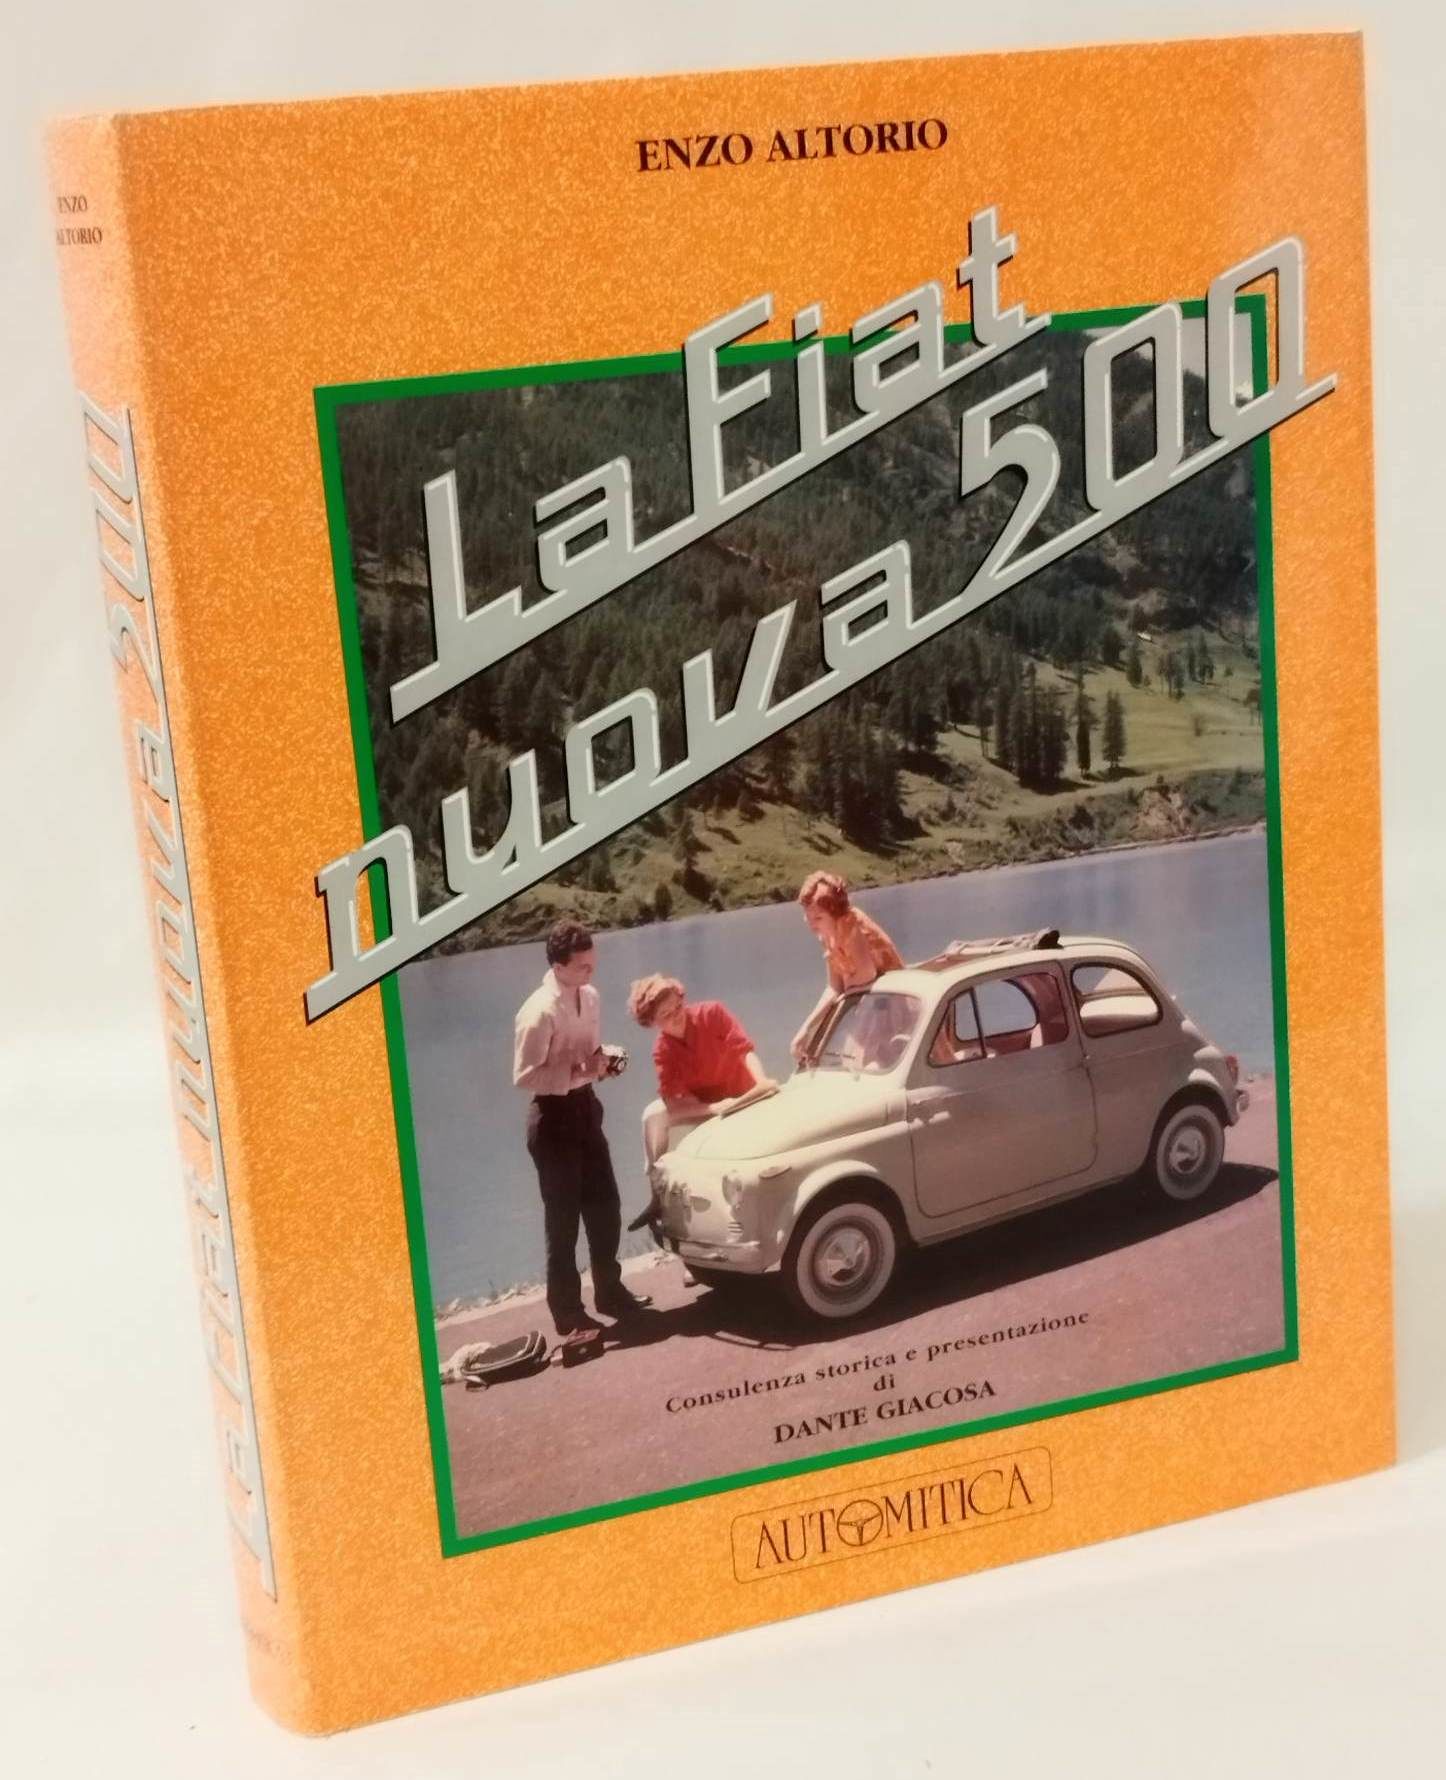 ENZO ALTORIO
La Fiat
nuova 500
Consulenza storica e presentazione
di
DANTE GIACOSA
AUTOMITICA
ENZO
ALTORIO
La Fiat nuova 500